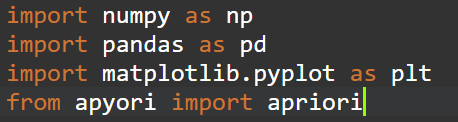 import numpy as np
import pandas as pd
import matplotlib.pyplot as plt
from apyori import apriori